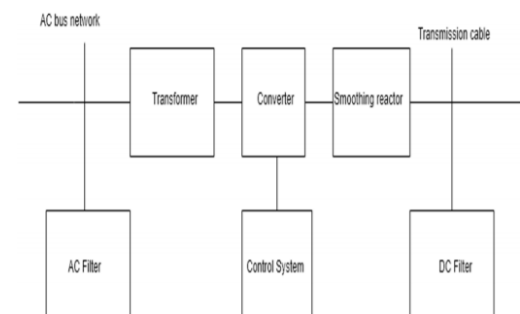 AC bus network
Transmission cable
Transformer
Converter
Smoothing reactor
AC Filter
Control System
DC Filter